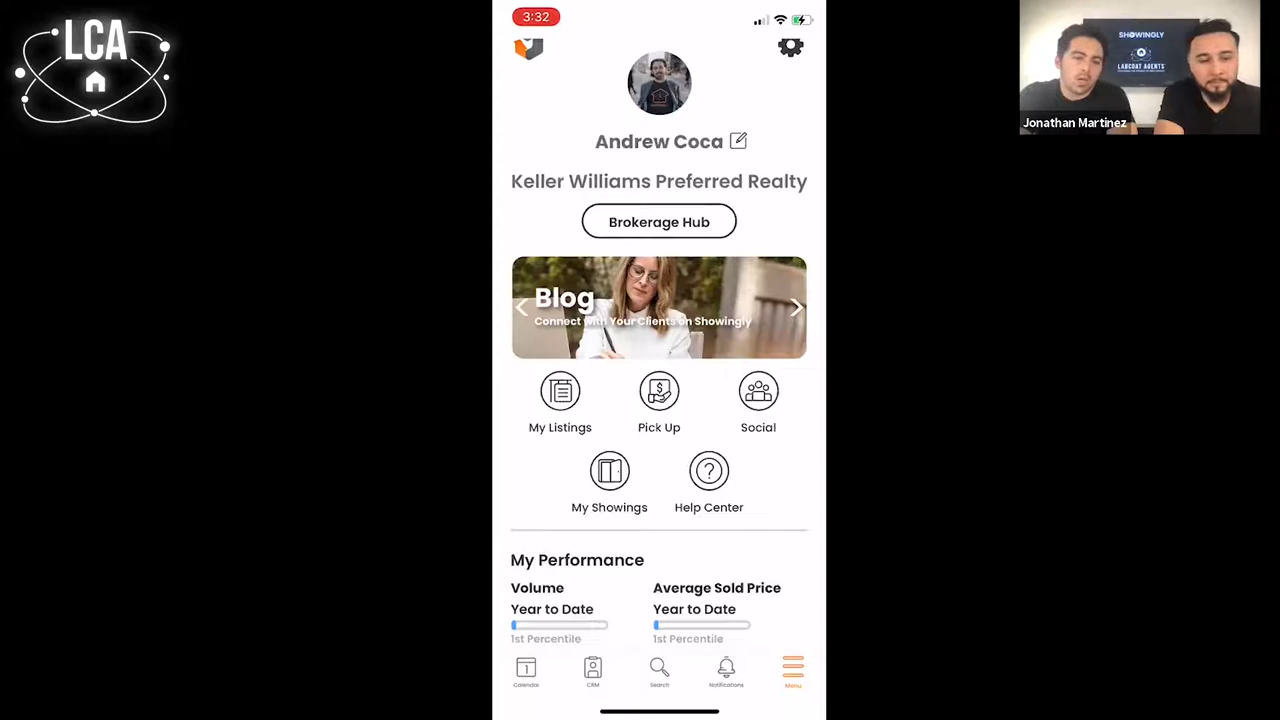 LCA
3:32
SHOWINGLY
LABCOAT AGENTS
Jonathan Martinez
Andrew Coca
Keller Williams Preferred Realty
Brokerage Hub
Blog
Connect with Your Clients on Showingly
My Listings
Pick Up
Social
My Showings
Help Center
My Performance
Volume
Average Sold Price
Year to Date
Year to Date
1st Percentile
1st Percentile
1
Calendar
CRM
Search
Notifications
Menu